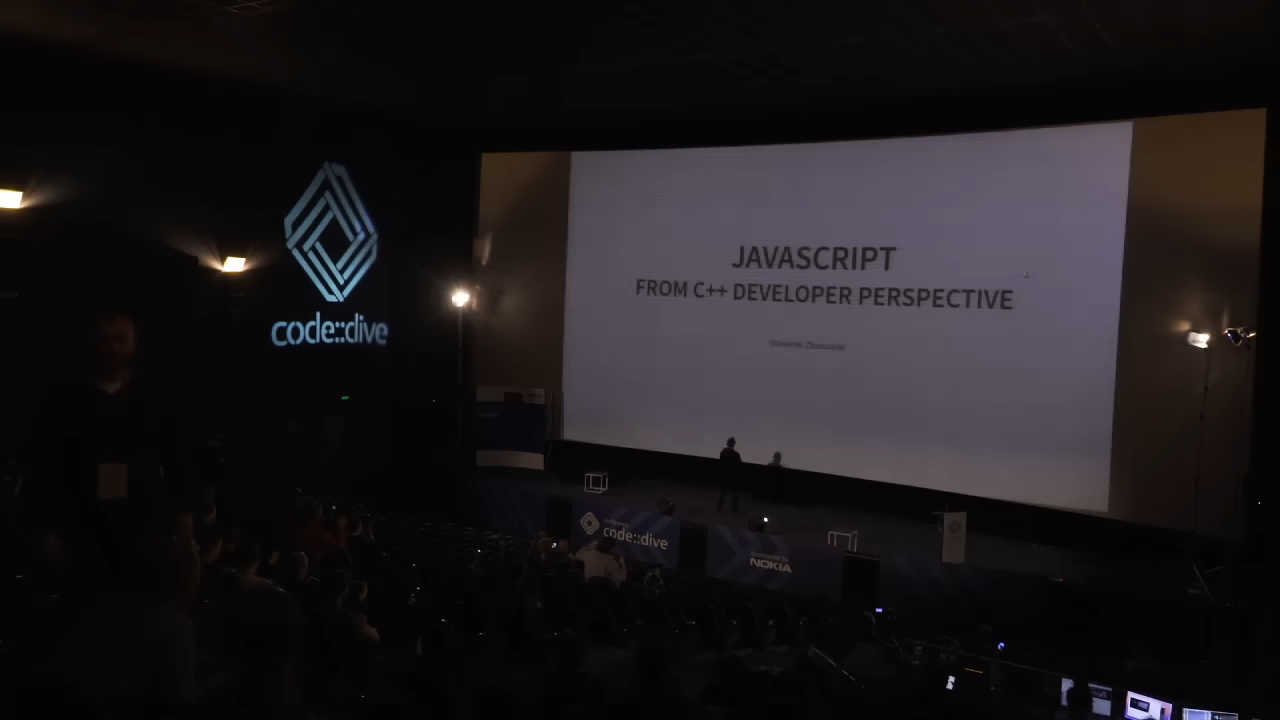 JAVASCRIPT
FROM C++ DEVELOPER PERSPECTIVE
code::dive
code::dive
NOKIA